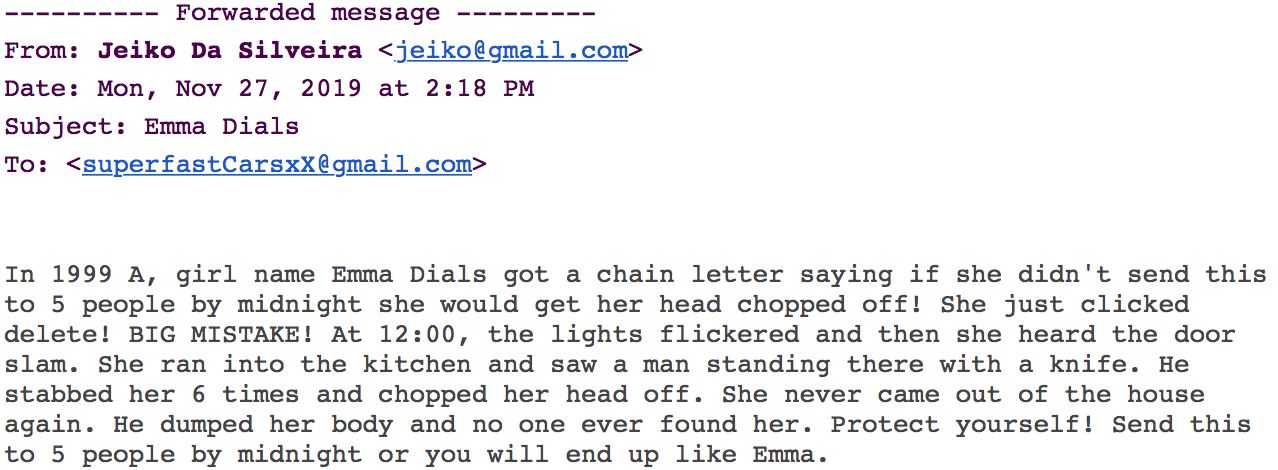 ---------- Forwarded message ---------
From: Jeiko Da Silveira <jeiko@gmail.com>
Date: Mon, Nov 27, 2019 at 2:18 PM
Subject: Emma Dials
To: <superfastCarsxX@gmail.com>
In 1999 A, girl name Emma Dials got a chain letter saying if she didn't send this
to 5 people by midnight she would get her head chopped off! She just clicked
delete! BIG MISTAKE! At 12:00, the lights flickered and then she heard the door
slam. She ran into the kitchen and saw a man standing there with a knife. He
stabbed her 6 times and chopped her head off. She never came out of the house
again. He dumped her body and no one ever found her. Protect yourself! Send this
to 5 people by midnight or you will end up like Emma.